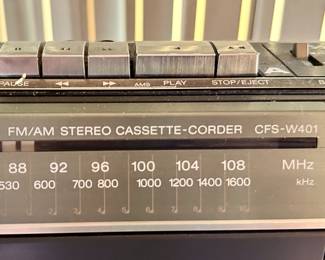 PAUSE ◀◀ ▶▶ AMS PLAY STOP/EJECT
FM/AM STEREO CASSETTE-CORDER CFS-W401
88 92 96 100 104 108 MHz
530 600 700 800 1000 1200 1400 1600 kHz